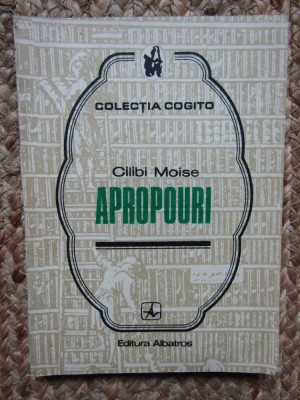 COLECȚIA COGITO
Cilibi Moise
APROPOURI
Editura Albatros